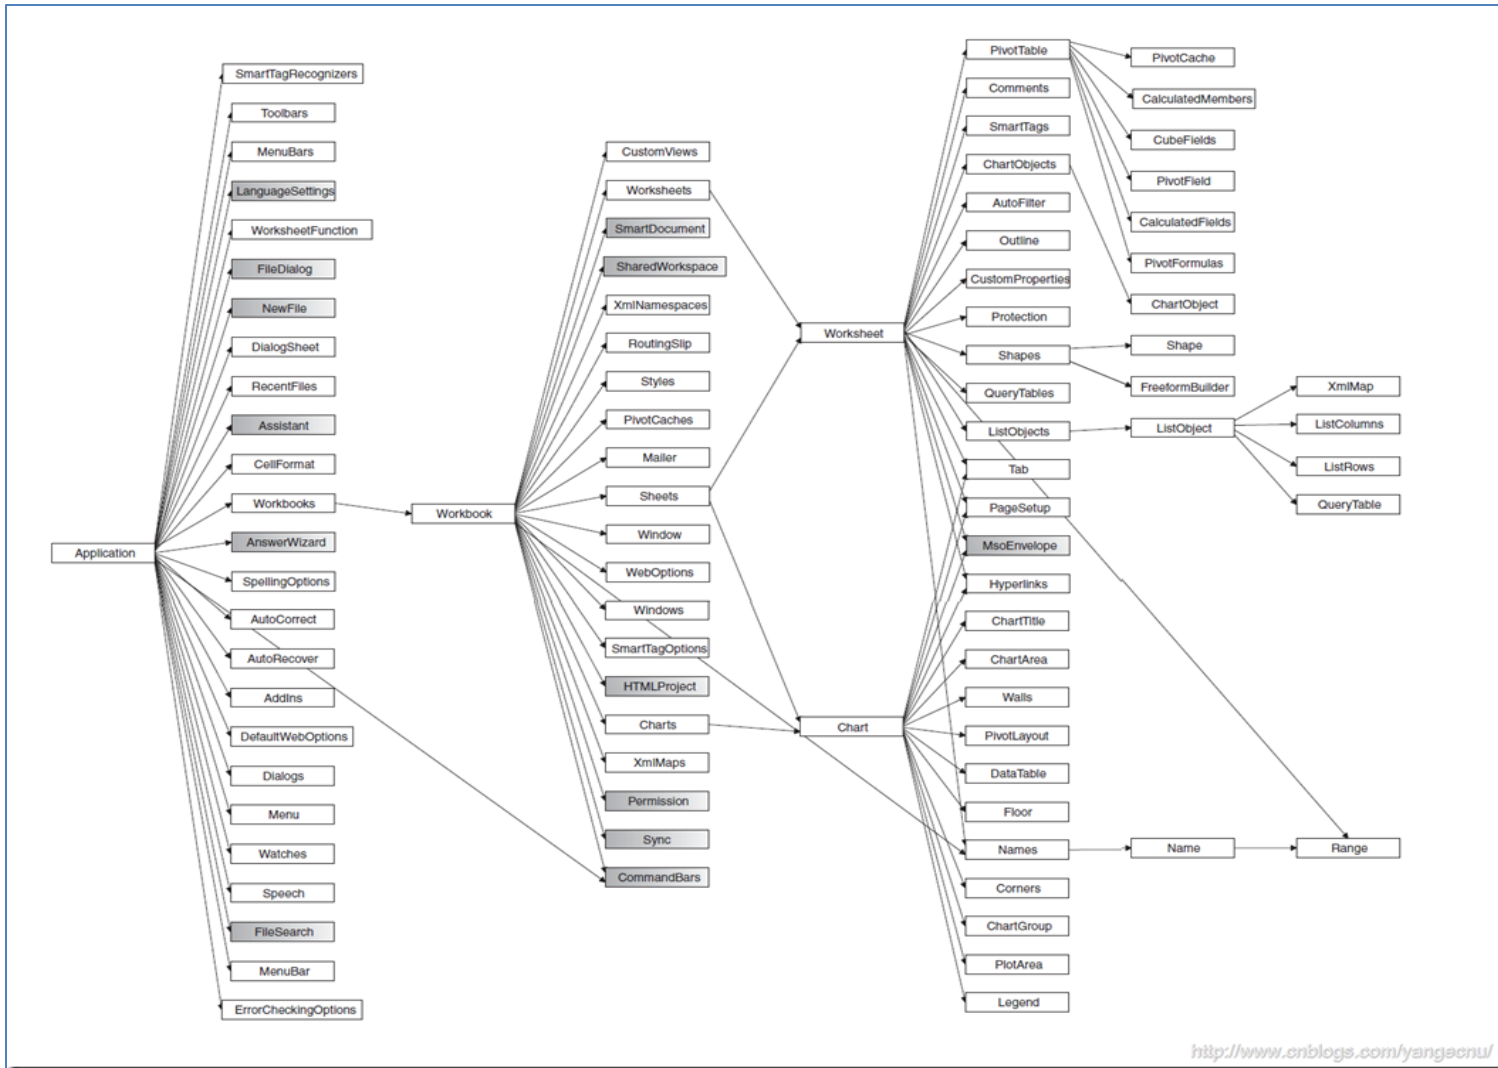 Application
SmartTagRecognizers
Toolbars
MenuBars
LanguageSettings
WorksheetFunction
FileDialog
NewFile
DialogSheet
RecentFiles
Assistant
CellFormat
Workbooks
AnswerWizard
SpellingOptions
AutoCorrect
AutoRecover
AddIns
DefaultWebOptions
Dialogs
Menu
Watches
Speech
FileSearch
MenuBar
ErrorCheckingOptions
Workbook
CustomViews
Worksheets
SmartDocument
SharedWorkspace
XmlNamespaces
RoutingSlip
Styles
PivotCaches
Mailer
Sheets
Window
WebOptions
Windows
SmartTagOptions
HTMLProject
Charts
XmlMaps
Permission
Sync
CommandBars
Worksheet
Chart
PivotTable
Comments
SmartTags
ChartObjects
AutoFilter
Outline
CustomProperties
Protection
Shapes
QueryTables
ListObjects
Tab
PageSetup
MsoEnvelope
Hyperlinks
ChartTitle
ChartArea
Walls
PivotLayout
DataTable
Floor
Names
Corners
ChartGroup
PlotArea
Legend
PivotCache
CalculatedMembers
CubeFields
PivotField
CalculatedFields
PivotFormulas
ChartObject
Shape
FreeformBuilder
ListObject
Name
XmlMap
ListColumns
ListRows
QueryTable
Range
http://www.cnblogs.com/yangecnu/